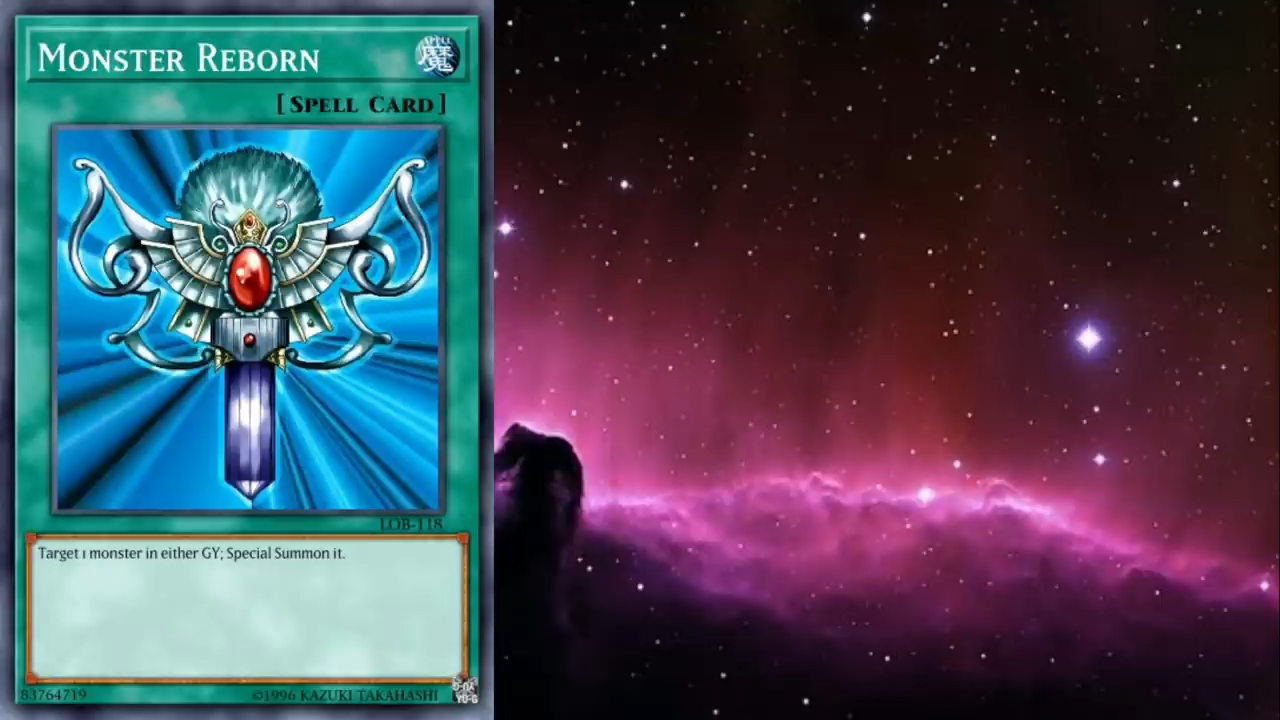 MONSTER REBORN
魔
[SPELL CARD]
LOB-118
Target 1 monster in either GY; Special Summon it.
83764719
©1996 KAZUKI TAKAHASHI